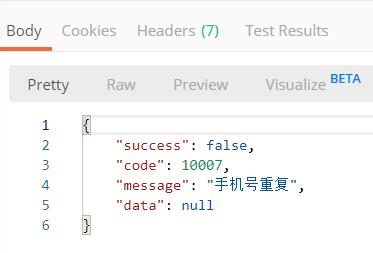 Body Cookies Headers (7) Test Results
Pretty Raw Preview Visualize BETA
1 {
2 "success": false,
3 "code": 10007,
4 "message": "手机号重复",
5 "data": null
6 }